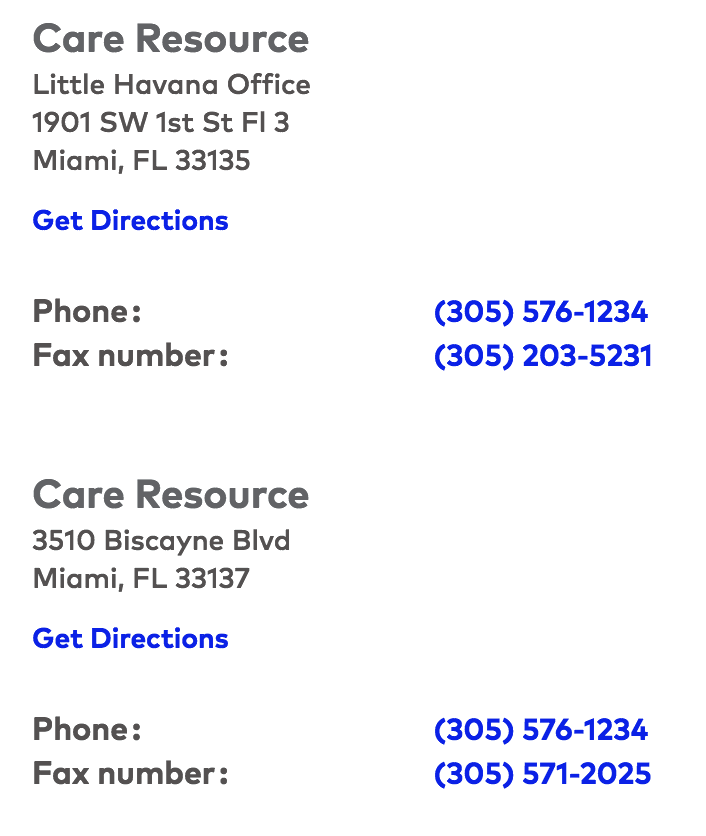 Care Resource
Little Havana Office
1901 SW 1st St Fl 3
Miami, FL 33135
Get Directions
Phone: (305) 576-1234
Fax number: (305) 203-5231
Care Resource
3510 Biscayne Blvd
Miami, FL 33137
Get Directions
Phone: (305) 576-1234
Fax number: (305) 571-2025